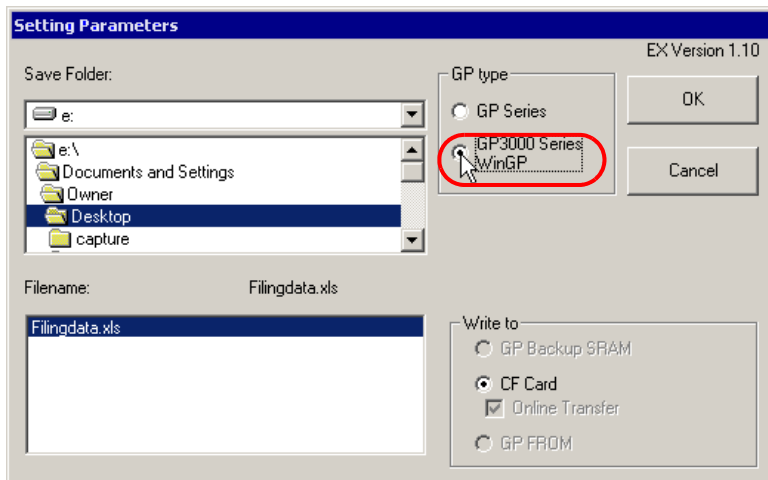 Setting Parameters
EX Version 1.10
Save Folder:
e:
e:\
Documents and Settings
Owner
Desktop
capture
GP type
GP Series
GP3000 Series
WinGP
OK
Cancel
Filename:
Filingdata.xls
Filingdata.xls
Write to
GP Backup SRAM
CF Card
Online Transfer
GP FROM